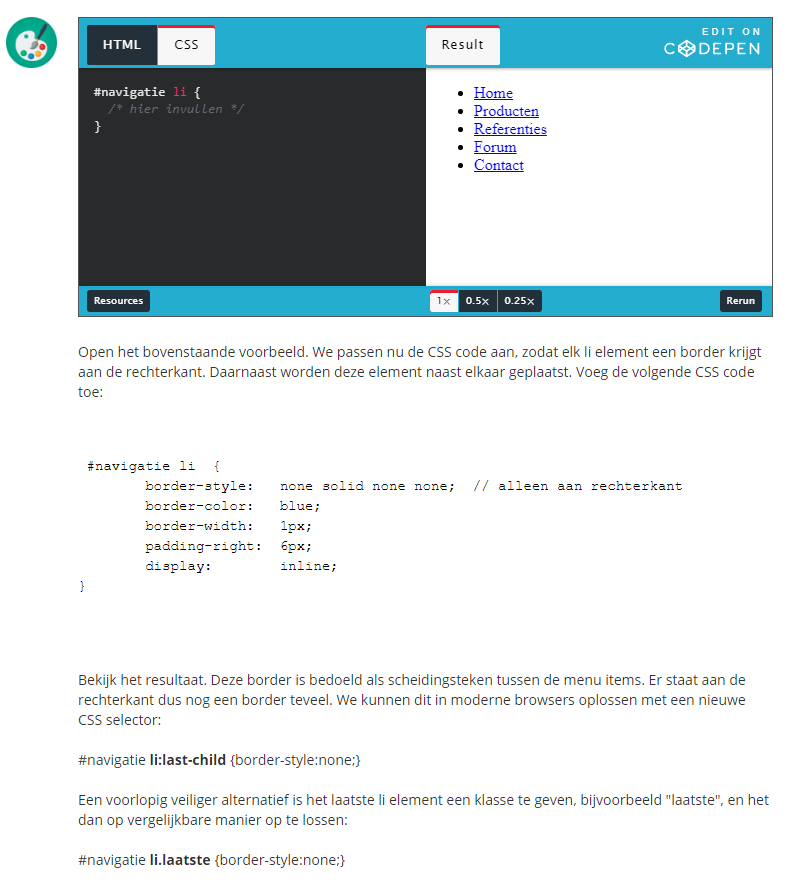 HTML CSS Result EDIT ON
CODEPEN
#navigatie li {
/* hier invullen */
}
Home
Producten
Referenties
Forum
Contact
Resources 1x 0.5x 0.25x Rerun
Open het bovenstaande voorbeeld. We passen nu de CSS code aan, zodat elk li element een border krijgt
aan de rechterkant. Daarnaast worden deze element naast elkaar geplaatst. Voeg de volgende CSS code
toe:
#navigatie li {
border-style: none solid none none; // alleen aan rechterkant
border-color: blue;
border-width: 1px;
padding-right: 6px;
display: inline;
}
Bekijk het resultaat. Deze border is bedoeld als scheidingsteken tussen de menu items. Er staat aan de
rechterkant dus nog een border teveel. We kunnen dit in moderne browsers oplossen met een nieuwe
CSS selector:
#navigatie li:last-child {border-style:none;}
Een voorlopig veiliger alternatief is het laatste li element een klasse te geven, bijvoorbeeld "laatste", en het
dan op vergelijkbare manier op te lossen:
#navigatie li.laatste {border-style:none;}